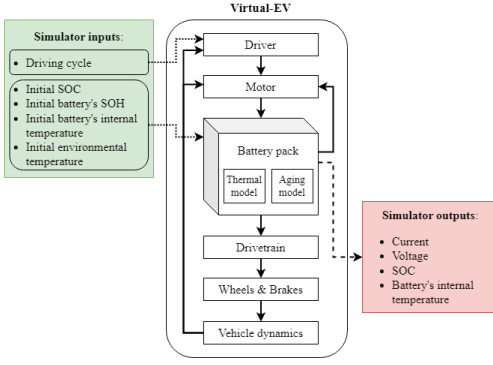 Virtual-EV
Simulator inputs:
• Driving cycle
• Initial SOC
• Initial battery's SOH
• Initial battery's internal
temperature
• Initial environmental
temperature
Driver
Motor
Battery pack
Thermal
model
Aging
model
Drivetrain
Wheels & Brakes
Vehicle dynamics
Simulator outputs:
• Current
• Voltage
• SOC
• Battery's internal
temperature